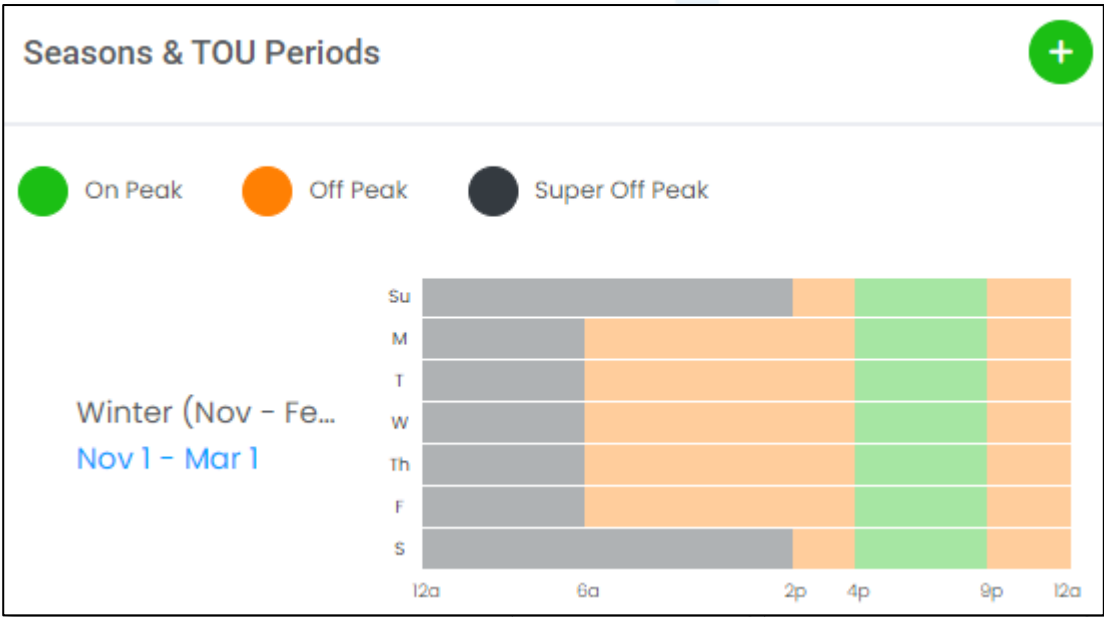 Seasons & TOU Periods
+
On Peak
Off Peak
Super Off Peak
Su
M
T
W
Th
F
S
Winter (Nov - Fe...
Nov 1 - Mar 1
12a
6a
2p
4p
9p
12a